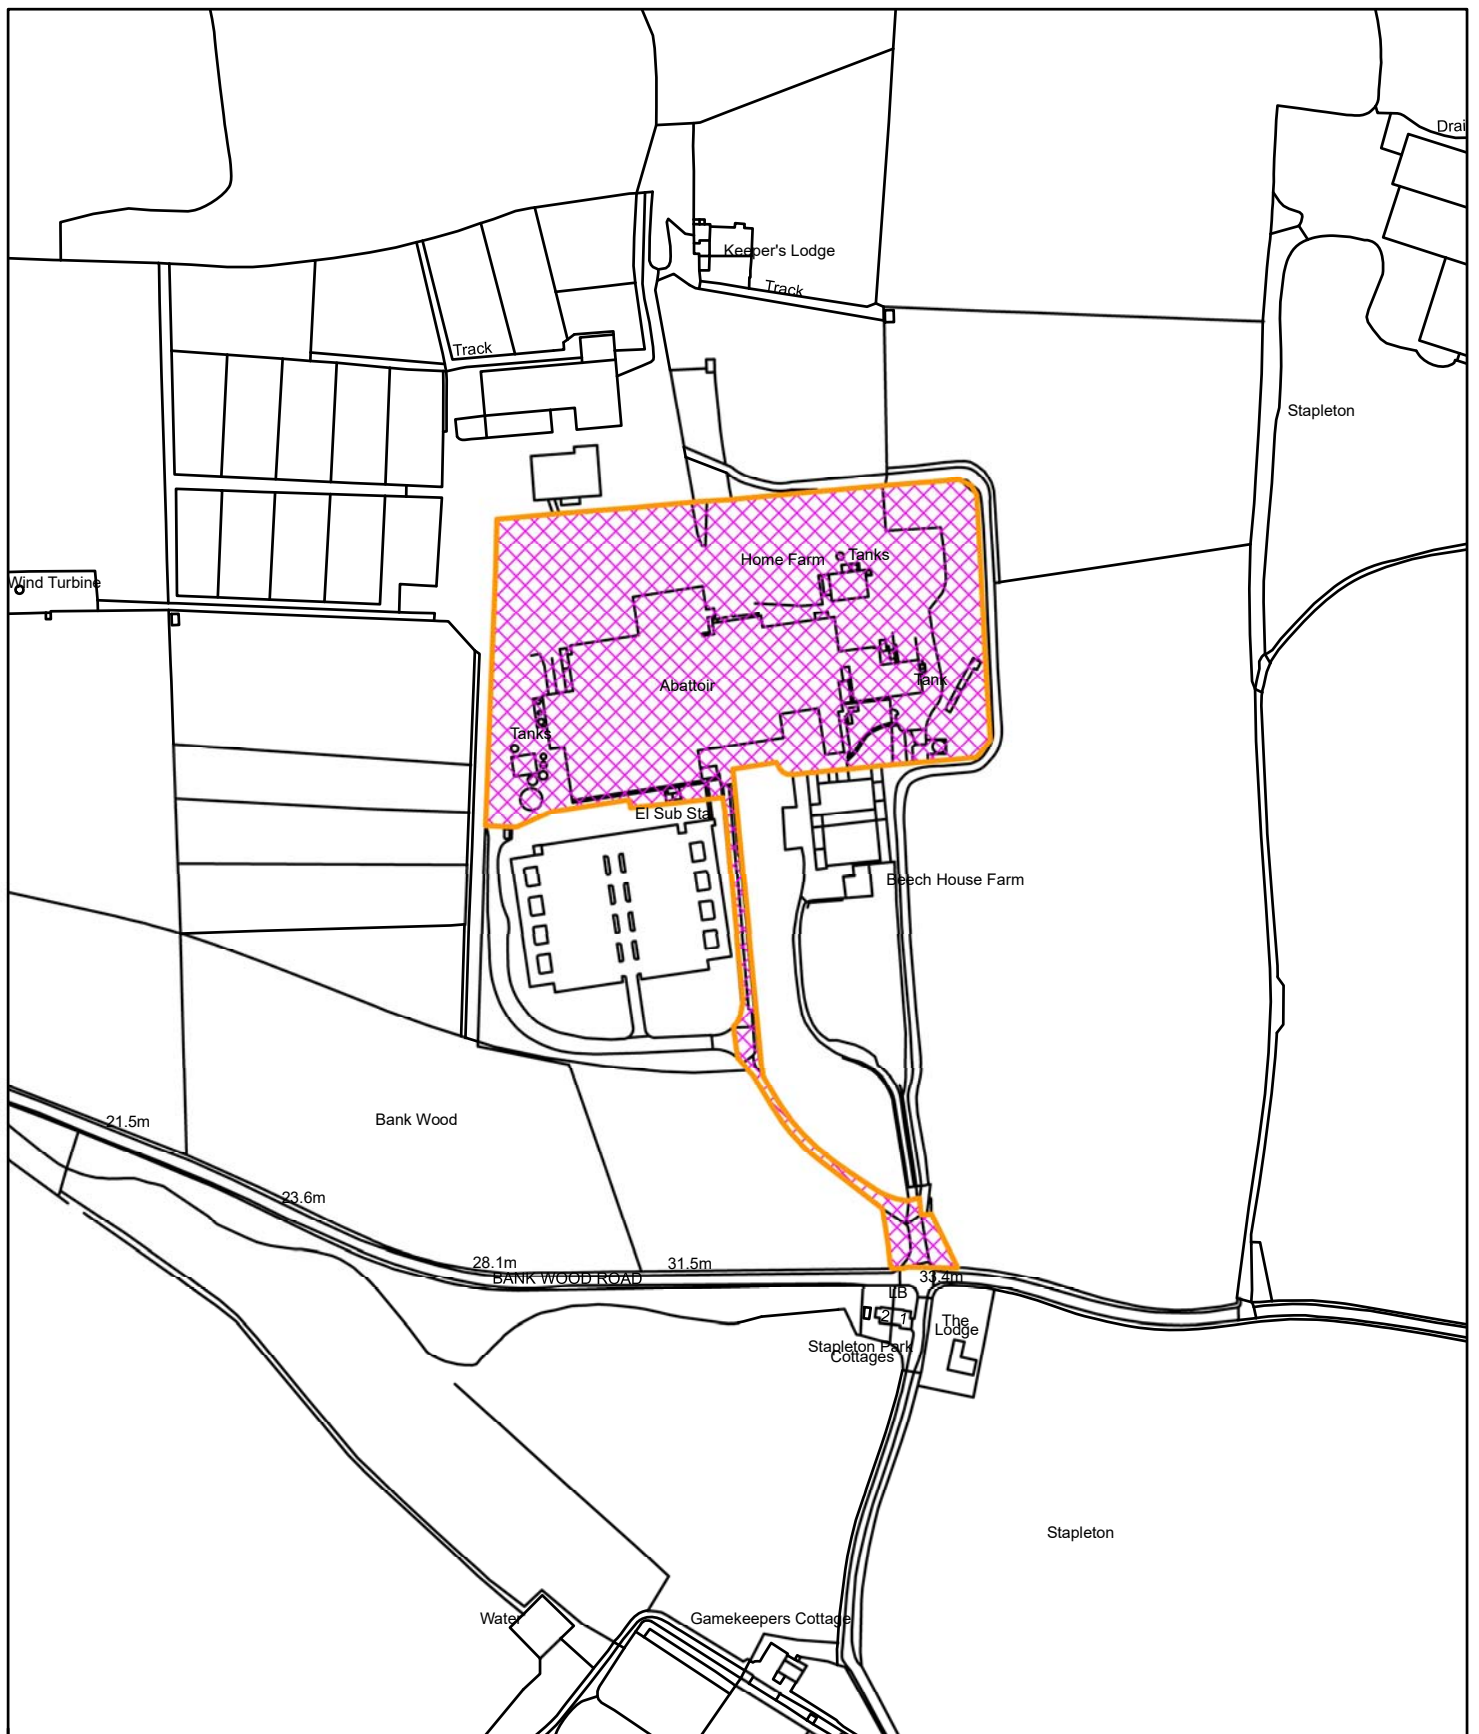 Drai
Keeper's Lodge
Track
Track
Stapleton
Home Farm
Tanks
Wind Turbine
Abattoir
Tank
Tanks
El Sub Sta
Beech House Farm
Bank Wood
21.5m
23.6m
28.1m
31.5m
BANK WOOD ROAD
33.4m
LB
2
1
The
Lodge
Stapleton Park
Cottages
Stapleton
Water
Gamekeepers Cottage